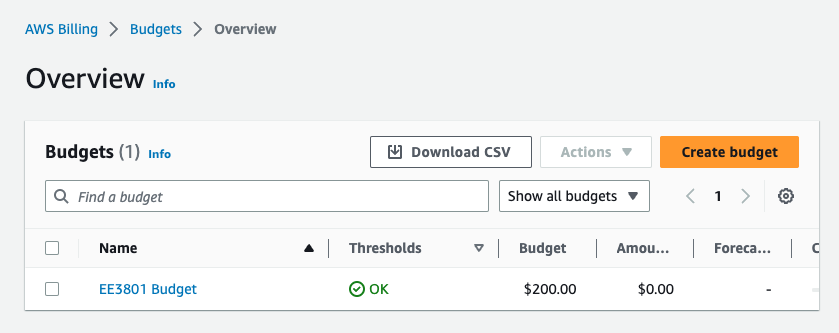 AWS Billing > Budgets > Overview
Overview Info
Budgets (1) Info Download CSV Actions Create budget
Find a budget Show all budgets 1
Name Thresholds Budget Amou... Foreca... C
EE3801 Budget OK $200.00 $0.00 -